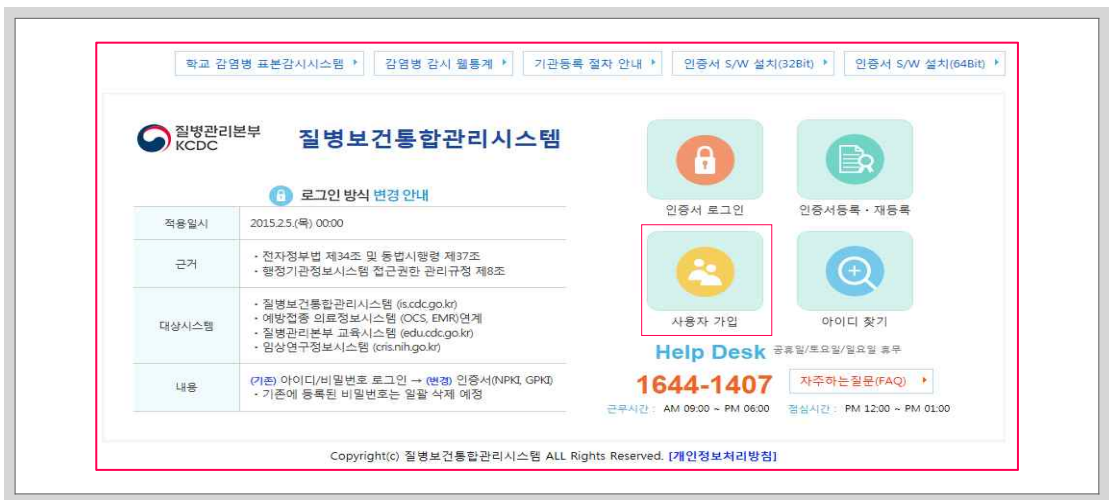 학교 감염병 표본감시시스템
감염병 감시 웹통계
기관등록 절차 안내
인증서 S/W 설치(32Bit)
인증서 S/W 설치(64Bit)
질병관리본부
KCDC
질병보건통합관리시스템
로그인 방식 변경 안내
적용일시
2015.2.5.(목) 00:00
근거
· 전자정부법 제34조 및 동법시행령 제37조
· 행정기관정보시스템 접근권한 관리규정 제8조
대상시스템
· 질병보건통합관리시스템 (is.cdc.go.kr)
· 예방접종 의료정보시스템 (OCS, EMR)연계
· 질병관리본부 교육시스템 (edu.cdc.go.kr)
· 임상연구정보시스템 (cris.nih.go.kr)
내용
(기존) 아이디/비밀번호 로그인 → (변경) 인증서(NPKI, GPKI)
· 기존에 등록된 비밀번호는 일괄 삭제 예정
인증서 로그인
인증서등록 · 재등록
사용자 가입
아이디 찾기
Help Desk 공휴일/토요일/일요일 휴무
1644-1407
자주하는질문(FAQ)
근무시간 : AM 09:00 ~ PM 06:00 점심시간 : PM 12:00 ~ PM 01:00
Copyright(c) 질병보건통합관리시스템 ALL Rights Reserved. [개인정보처리방침]